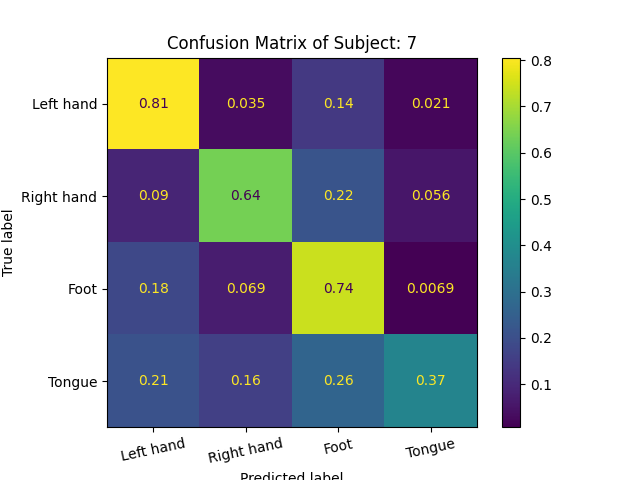 Confusion Matrix of Subject: 7
Left hand 0.81 0.035 0.14 0.021
Right hand 0.09 0.64 0.22 0.056
Foot 0.18 0.069 0.74 0.0069
Tongue 0.21 0.16 0.26 0.37
Left hand Right hand Foot Tongue
Predicted label
True label
0.8
0.7
0.6
0.5
0.4
0.3
0.2
0.1